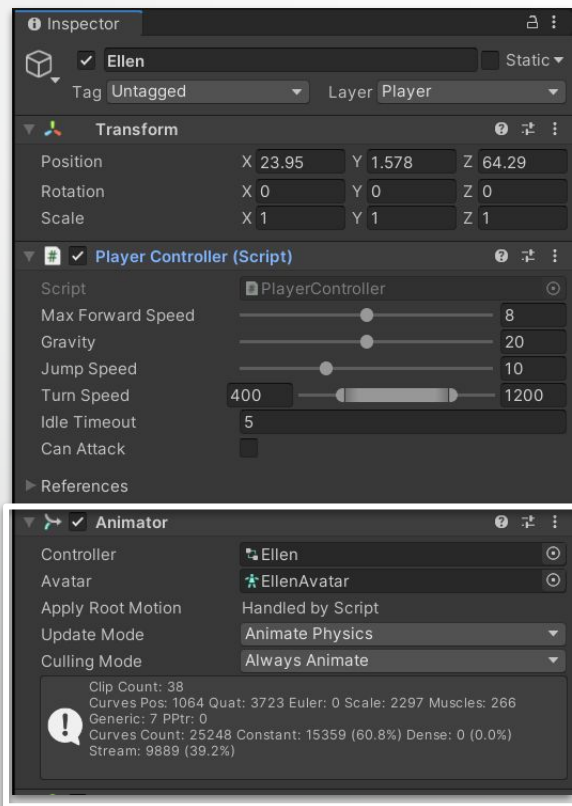 Inspector
Ellen Static
Tag Untagged Layer Player
Transform
Position X 23.95 Y 1.578 Z 64.29
Rotation X 0 Y 0 Z 0
Scale X 1 Y 1 Z 1
# Player Controller (Script)
Script # PlayerController
Max Forward Speed 8
Gravity 20
Jump Speed 10
Turn Speed 400 1200
Idle Timeout 5
Can Attack
References
Animator
Controller Ellen
Avatar EllenAvatar
Apply Root Motion Handled by Script
Update Mode Animate Physics
Culling Mode Always Animate
Clip Count: 38
Curves Pos: 1064 Quat: 3723 Euler: 0 Scale: 2297 Muscles: 266
Generic: 7 PPtr: 0
Curves Count: 25248 Constant: 15359 (60.8%) Dense: 0 (0.0%)
Stream: 9889 (39.2%)